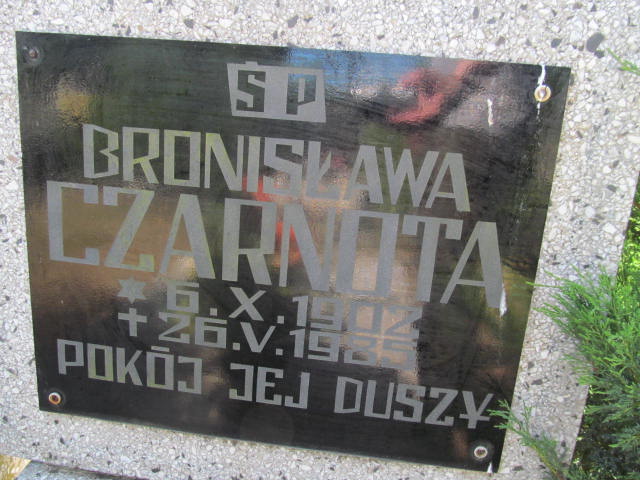 ŚP
BRONISŁAWA
CZARNOTA
* 6.X.1902
+ 26.V.1985
POKÓJ JEJ DUSZY